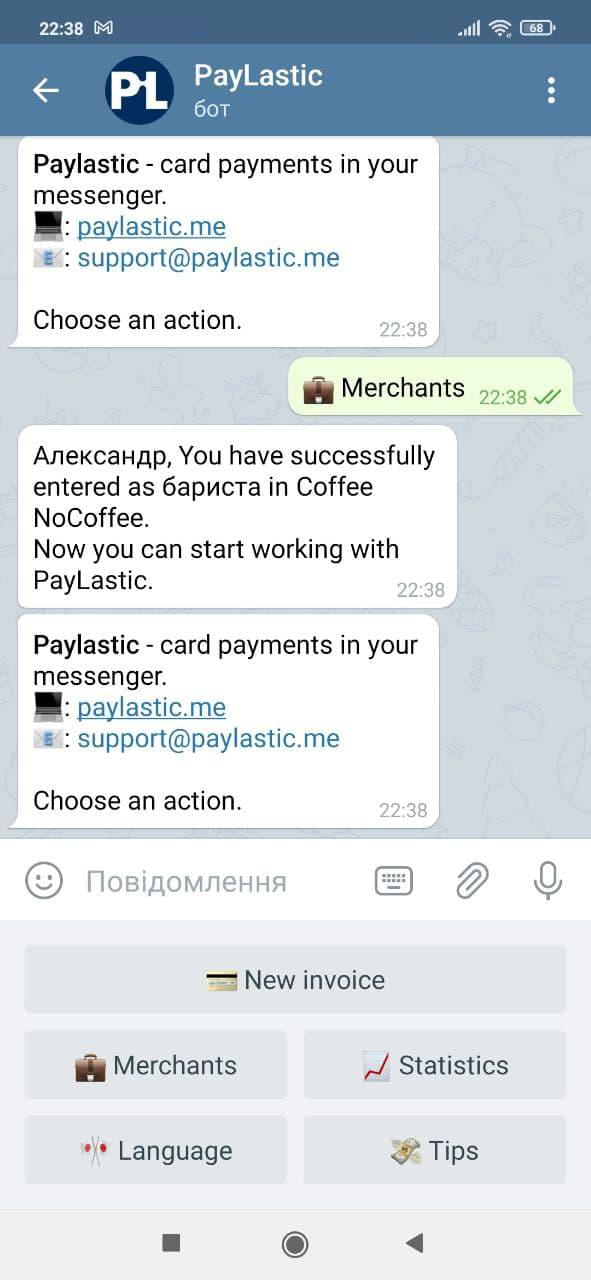 22:38
68
PL
PayLastic
бот
Paylastic - card payments in your
messenger.
: paylastic.me
: support@paylastic.me
Choose an action.
22:38
Merchants
22:38
Александр, You have successfully
entered as бариста in Coffee
NoCoffee.
Now you can start working with
PayLastic.
22:38
Paylastic - card payments in your
messenger.
: paylastic.me
: support@paylastic.me
Choose an action.
22:38
Повідомлення
New invoice
Merchants
Statistics
Language
Tips